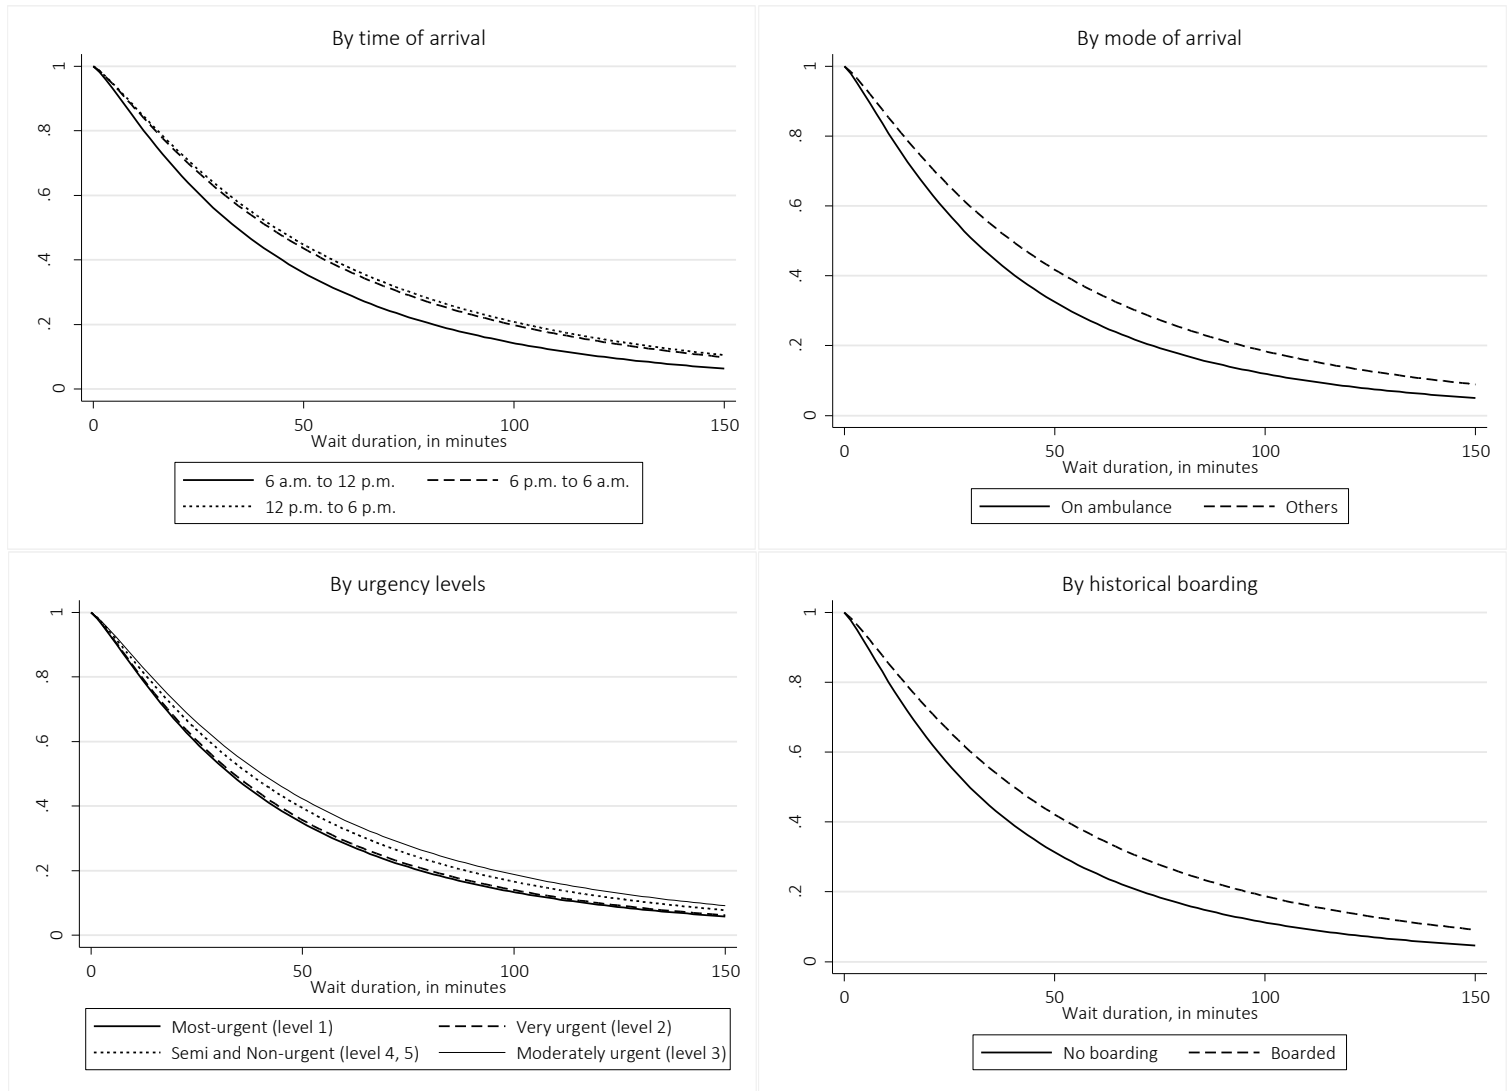 By time of arrival
1
.8
.6
.4
.2
0
0 50 100 150
Wait duration, in minutes
6 a.m. to 12 p.m. 6 p.m. to 6 a.m.
12 p.m. to 6 p.m.
By mode of arrival
1
.8
.6
.4
.2
0
0 50 100 150
Wait duration, in minutes
On ambulance Others
By urgency levels
1
.8
.6
.4
.2
0
0 50 100 150
Wait duration, in minutes
Most-urgent (level 1) Very urgent (level 2)
Semi and Non-urgent (level 4, 5) Moderately urgent (level 3)
By historical boarding
1
.8
.6
.4
.2
0
0 50 100 150
Wait duration, in minutes
No boarding Boarded